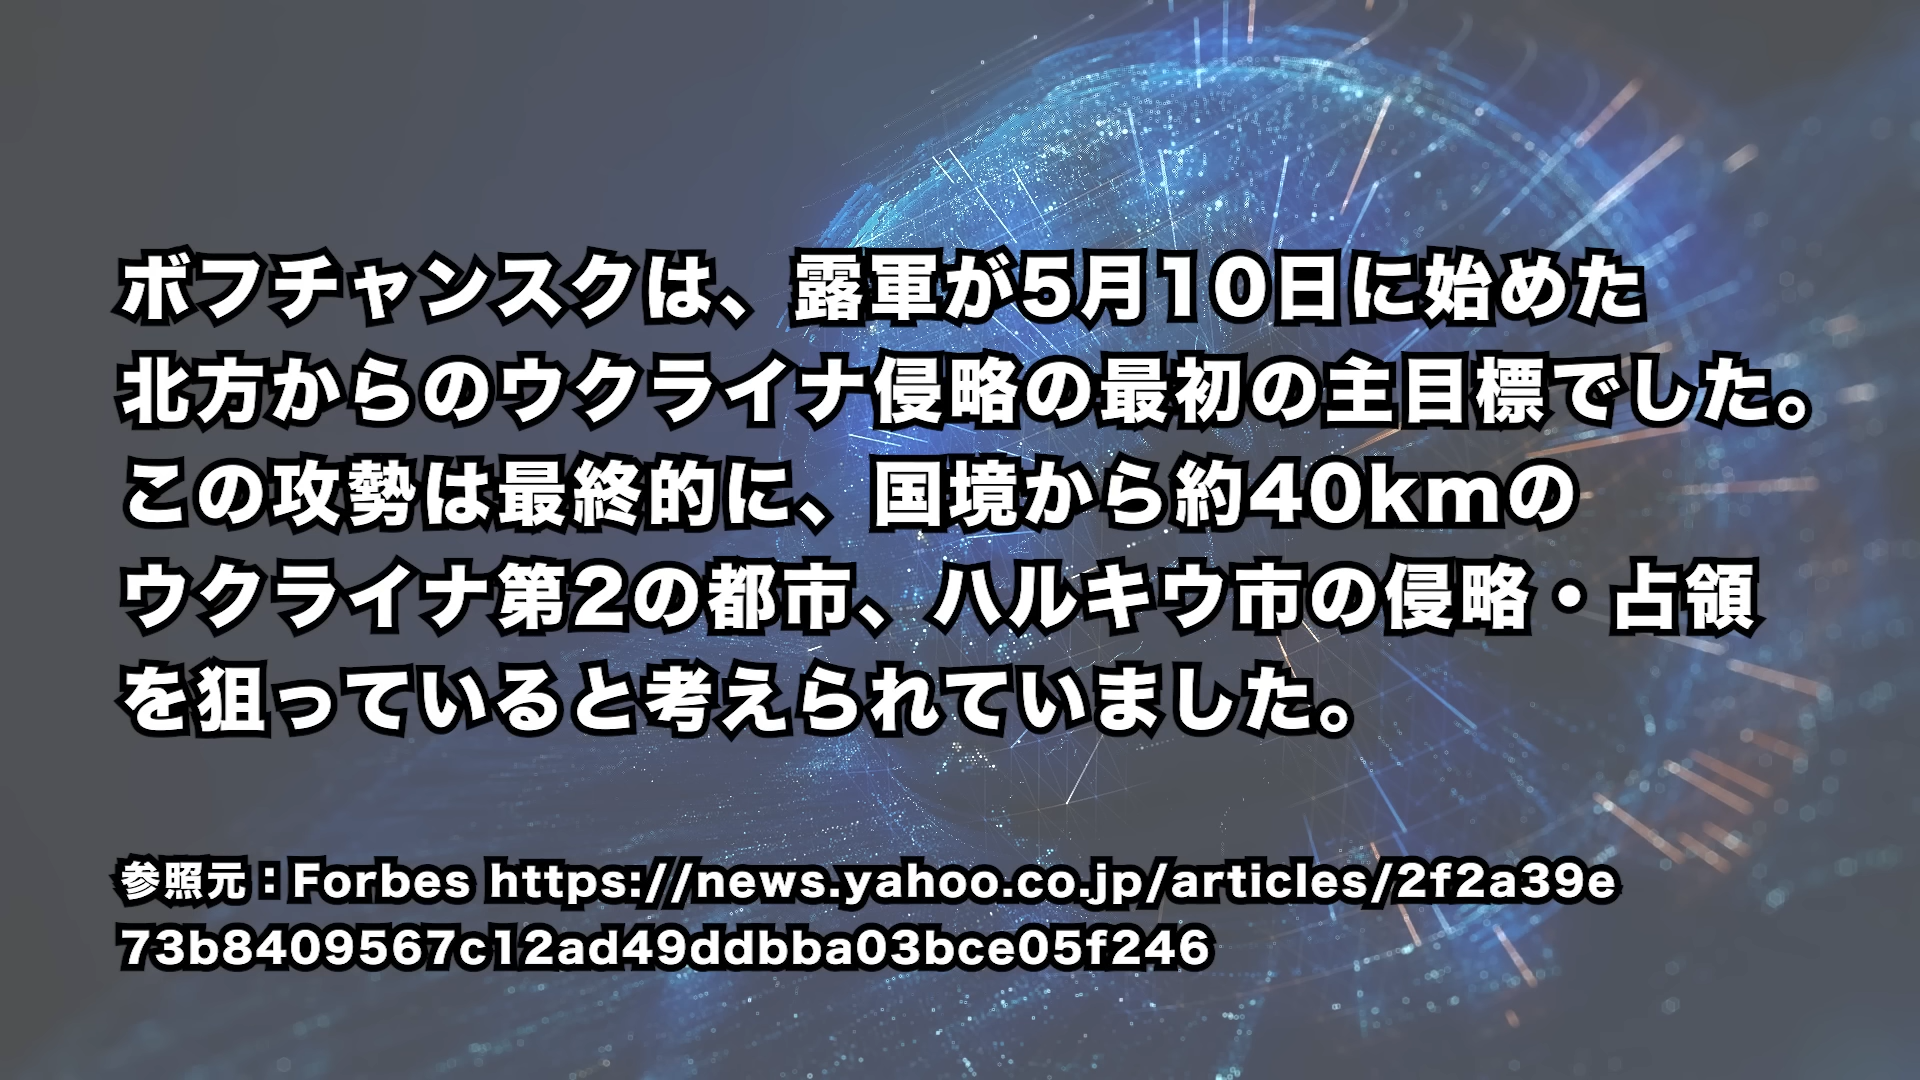 ボフチャンスクは、露軍が5月10日に始めた
北方からのウクライナ侵略の最初の主目標でした。
この攻勢は最終的に、国境から約40kmの
ウクライナ第2の都市、ハルキウ市の侵略・占領
を狙っていると考えられていました。
参照元：Forbes https://news.yahoo.co.jp/articles/2f2a39e
73b8409567c12ad49ddbba03bce05f246